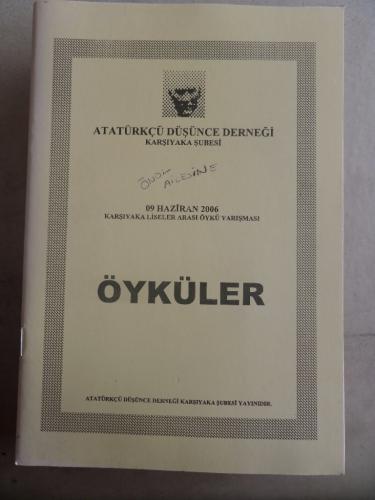 ATATÜRKÇÜ DÜŞÜNCE DERNEĞİ
KARŞIYAKA ŞUBESİ
AİLESİNE
09 HAZİRAN 2006
KARŞIYAKA LİSELER ARASI ÖYKÜ YARIŞMASI
ÖYKÜLER
ATATÜRKÇÜ DÜŞÜNCE DERNEĞİ KARŞIYAKA ŞUBESİ YAYINIDIR.